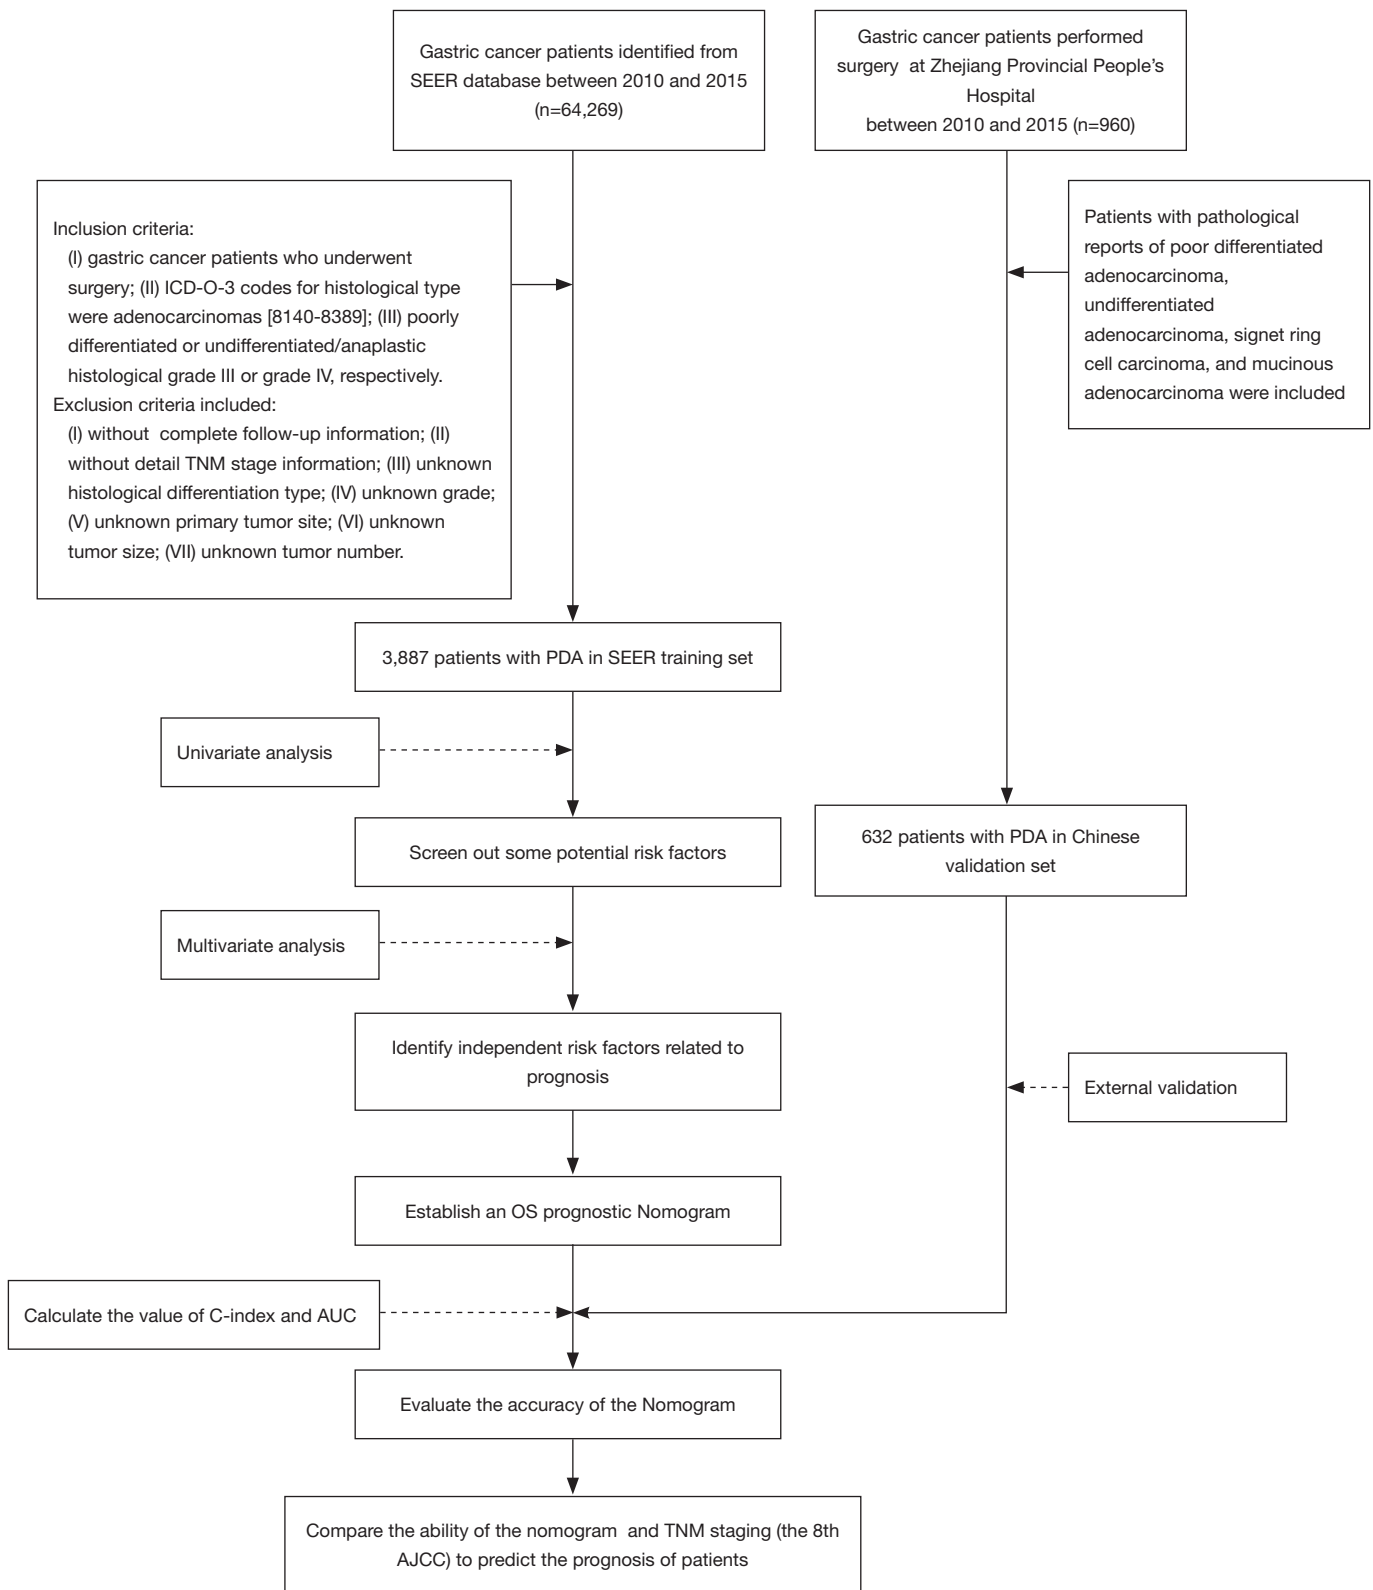 Gastric cancer patients identified from
SEER database between 2010 and 2015
(n=64,269)
Gastric cancer patients performed
surgery at Zhejiang Provincial People's
Hospital
between 2010 and 2015 (n=960)
Inclusion criteria:
(I) gastric cancer patients who underwent
surgery; (II) ICD-O-3 codes for histological type
were adenocarcinomas [8140-8389]; (III) poorly
differentiated or undifferentiated/anaplastic
histological grade III or grade IV, respectively.
Exclusion criteria included:
(I) without complete follow-up information; (II)
without detail TNM stage information; (III) unknown
histological differentiation type; (IV) unknown grade;
(V) unknown primary tumor site; (VI) unknown
tumor size; (VII) unknown tumor number.
Patients with pathological
reports of poor differentiated
adenocarcinoma,
undifferentiated
adenocarcinoma, signet ring
cell carcinoma, and mucinous
adenocarcinoma were included
3,887 patients with PDA in SEER training set
Univariate analysis
Screen out some potential risk factors
632 patients with PDA in Chinese
validation set
Multivariate analysis
Identify independent risk factors related to
prognosis
External validation
Establish an OS prognostic Nomogram
Calculate the value of C-index and AUC
Evaluate the accuracy of the Nomogram
Compare the ability of the nomogram and TNM staging (the 8th
AJCC) to predict the prognosis of patients